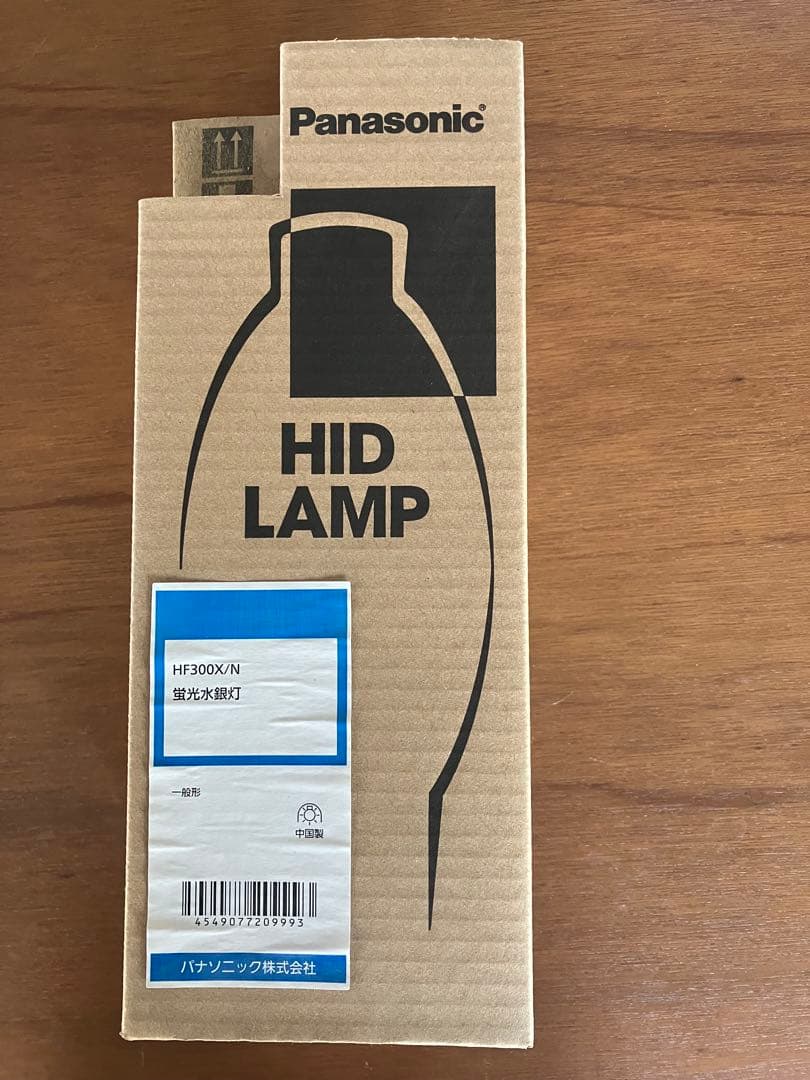 Panasonic®
HID
LAMP
HF300X/N
蛍光水銀灯
一般形
中国製
4549077209993
パナソニック株式会社